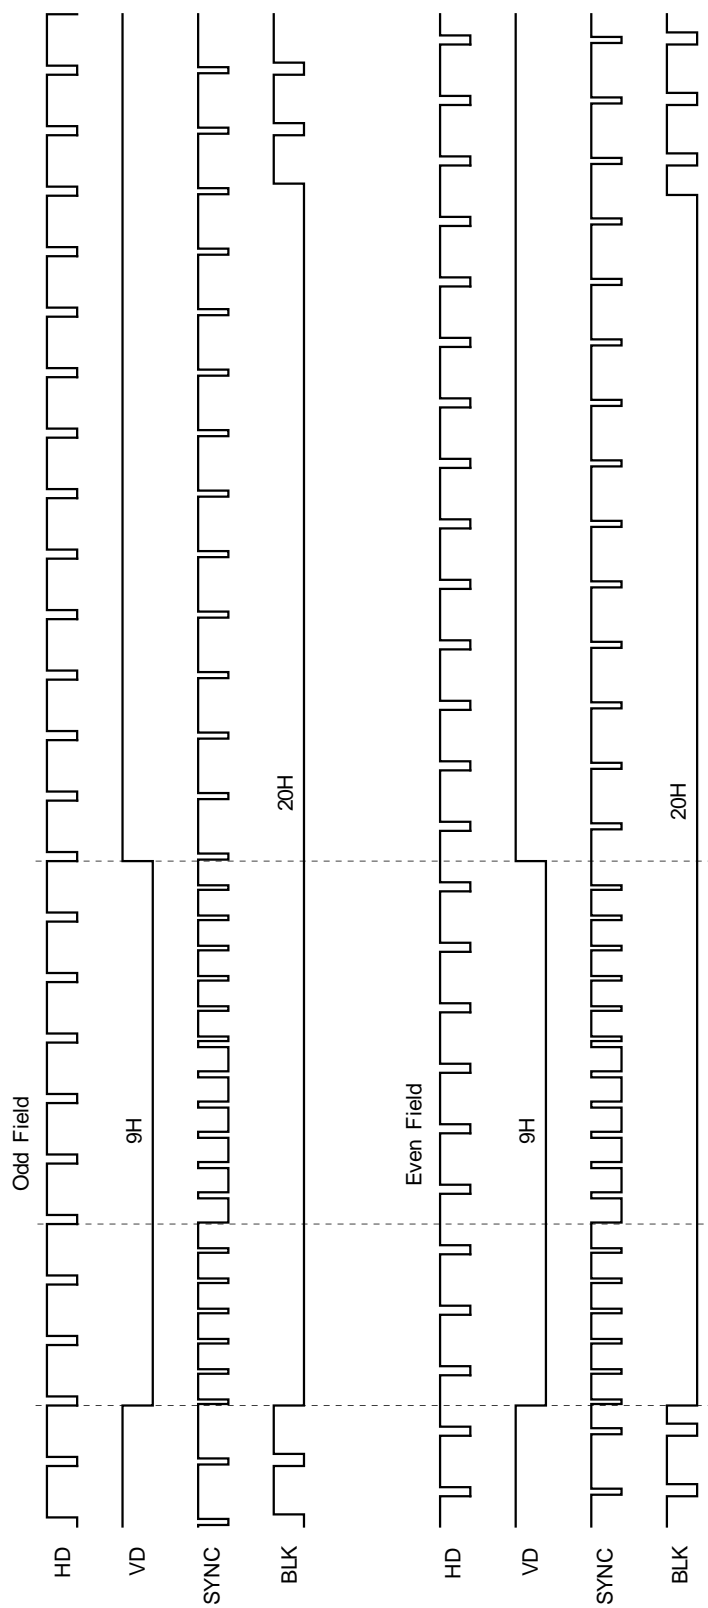 Odd Field
HD
VD
9H
SYNC
BLK
20H
Even Field
HD
VD
9H
SYNC
BLK
20H